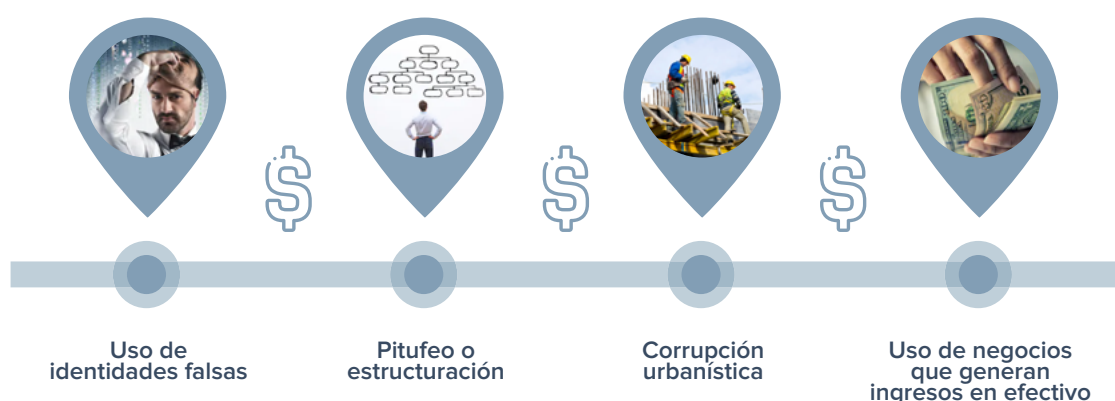 $ $ $
Uso de
identidades falsas
Pitufeo o
estructuración
Corrupción
urbanística
Uso de negocios
que generan
ingresos en efectivo